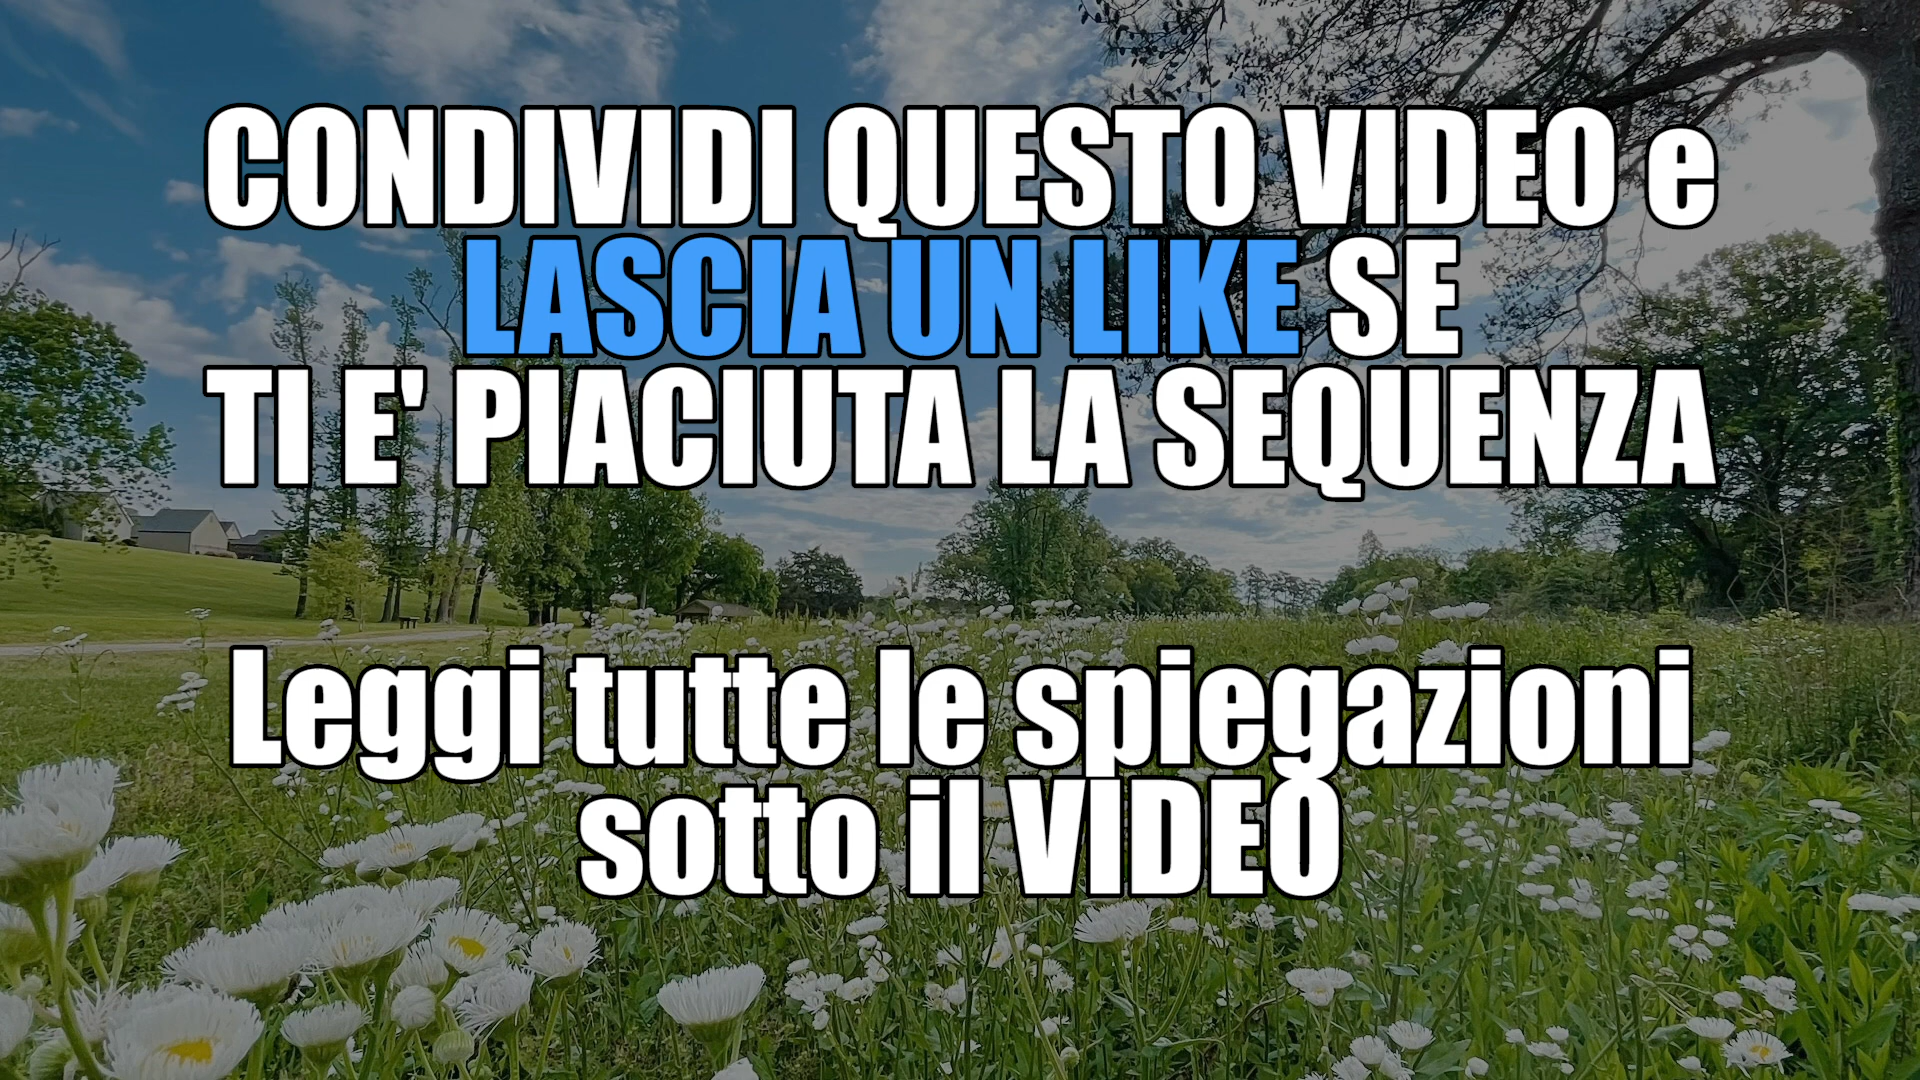 CONDIVIDI QUESTO VIDEO e
LASCIA UN LIKE SE
TI E' PIACIUTA LA SEQUENZA
Leggi tutte le spiegazioni
sotto il VIDEO